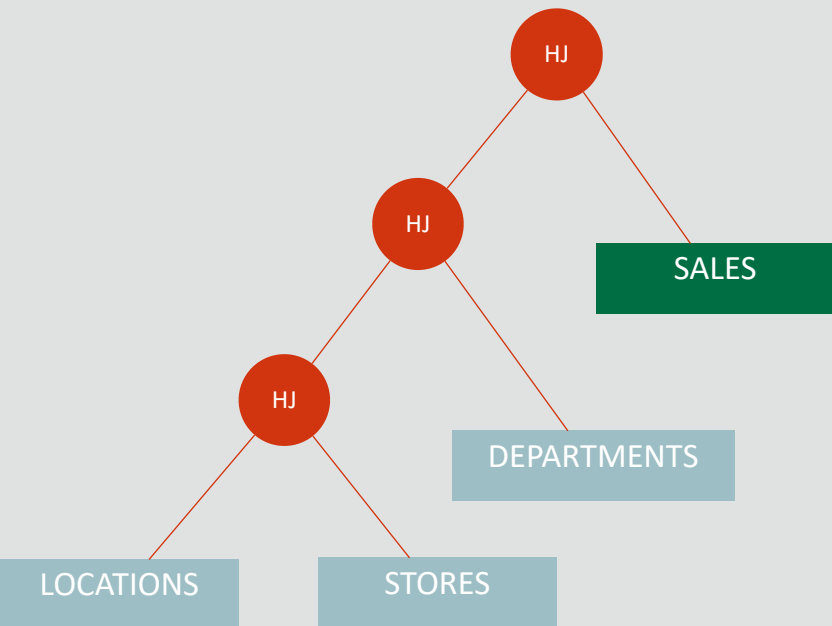 HJ
HJ
SALES
HJ
DEPARTMENTS
LOCATIONS
STORES